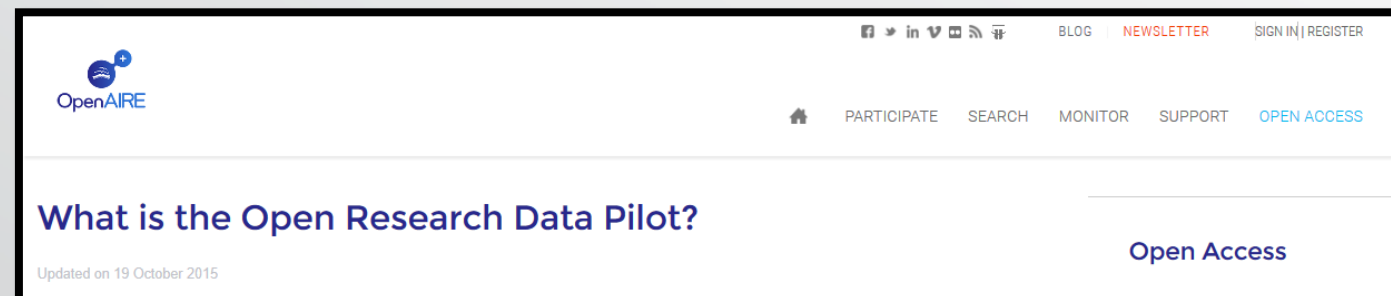 BLOG NEWSLETTER SIGN IN | REGISTER
OpenAIRE
PARTICIPATE SEARCH MONITOR SUPPORT OPEN ACCESS
What is the Open Research Data Pilot?
Open Access
Updated on 19 October 2015